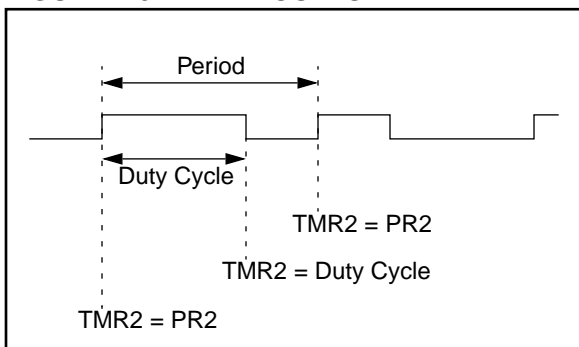 Period
Duty Cycle
TMR2 = PR2
TMR2 = Duty Cycle
TMR2 = PR2